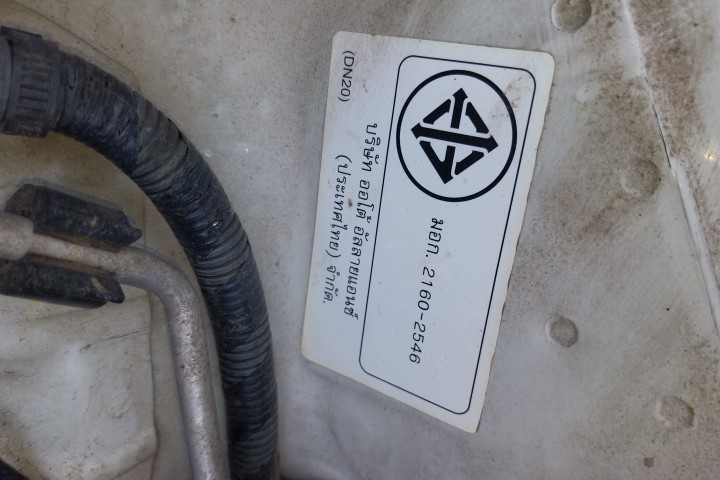 มอก. 2160-2546
บริษัท ออโต้ อัลลายแอนซ์
(ประเทศไทย) จำกัด.
(DN20)